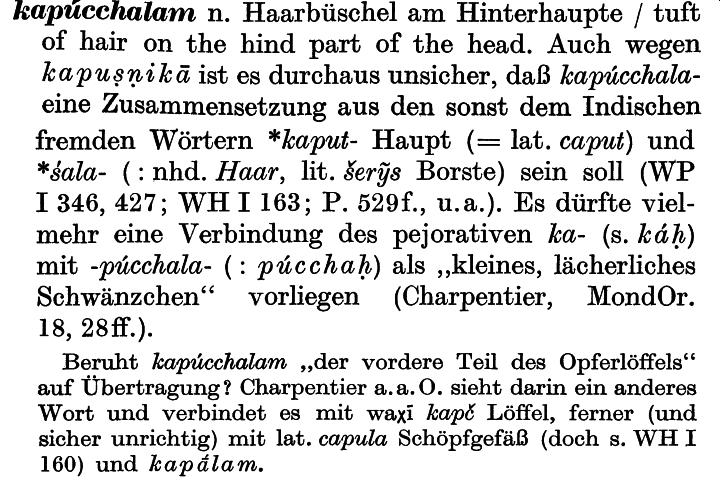 kapúcchalam n. Haarbüschel am Hinterhaupte / tuft
of hair on the hind part of the head. Auch wegen
kapuṣṇikā ist es durchaus unsicher, daß kapúcchala-
eine Zusammensetzung aus den sonst dem Indischen
fremden Wörtern *kaput- Haupt (= lat. caput) und
*śala- (: nhd. Haar, lit. šerỹs Borste) sein soll (WP
I 346, 427; WH I 163; P. 529f., u.a.). Es dürfte viel-
mehr eine Verbindung des pejorativen ka- (s. káḥ)
mit -púcchala- (: púcchaḥ) als „kleines, lächerliches
Schwänzchen“ vorliegen (Charpentier, MondOr.
18, 28ff.).
Beruht kapúcchalam „der vordere Teil des Opferlöffels“
auf Übertragung? Charpentier a.a.O. sieht darin ein anderes
Wort und verbindet es mit waχī kapč Löffel, ferner (und
sicher unrichtig) mit lat. capula Schöpfgefäß (doch s. WH I
160) und kapā́lam.